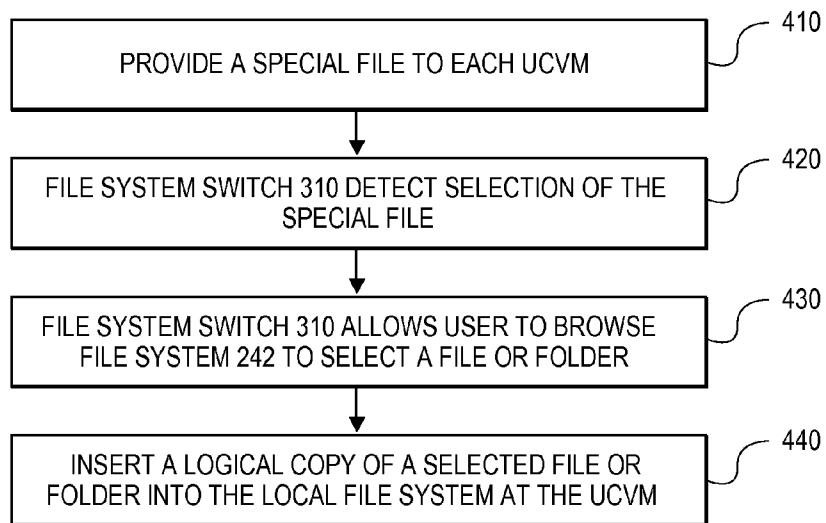 PROVIDE A SPECIAL FILE TO EACH UCVM
410
FILE SYSTEM SWITCH 310 DETECT SELECTION OF THE
SPECIAL FILE
420
FILE SYSTEM SWITCH 310 ALLOWS USER TO BROWSE
FILE SYSTEM 242 TO SELECT A FILE OR FOLDER
430
INSERT A LOGICAL COPY OF A SELECTED FILE OR
FOLDER INTO THE LOCAL FILE SYSTEM AT THE UCVM
440